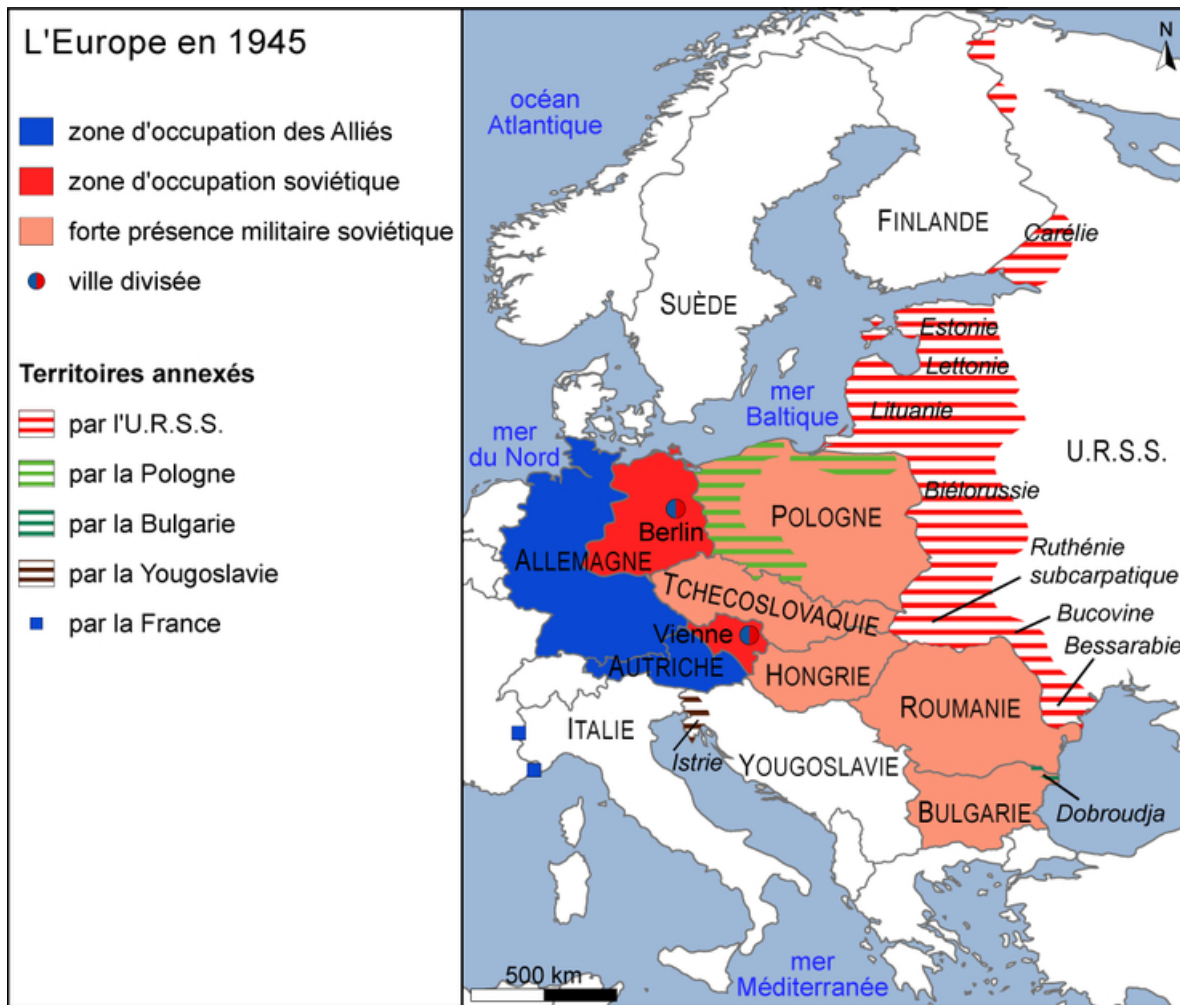 L'Europe en 1945
zone d'occupation des Alliés
zone d'occupation soviétique
forte présence militaire soviétique
ville divisée
Territoires annexés
par l'U.R.S.S.
par la Pologne
par la Bulgarie
par la Yougoslavie
par la France
N
océan
Atlantique
FINLANDE
Carélie
SUÈDE
Estonie
Lettonie
mer
Baltique
Lituanie
mer
du Nord
U.R.S.S.
Biélorussie
POLOGNE
Berlin
ALLEMAGNE
Ruthénie
subcarpatique
TCHECOSLOVAQUIE
Bucovine
Vienne
Bessarabie
AUTRICHE
HONGRIE
ROUMANIE
ITALIE
Istrie
YOUGOSLAVIE
BULGARIE
Dobroudja
mer
Méditerranée
500 km